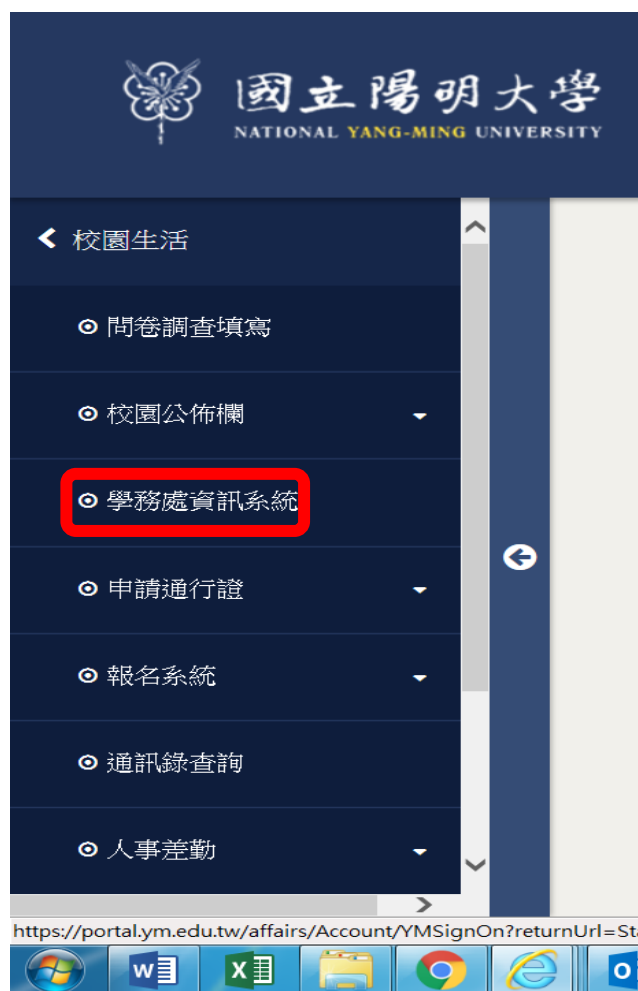 國立陽明大學
NATIONAL YANG-MING UNIVERSITY
校園生活
問卷調查填寫
校園公佈欄
學務處資訊系統
申請通行證
報名系統
通訊錄查詢
人事差勤
https://portal.ym.edu.tw/affairs/Account/YMSignOn?returnUrl=Sta